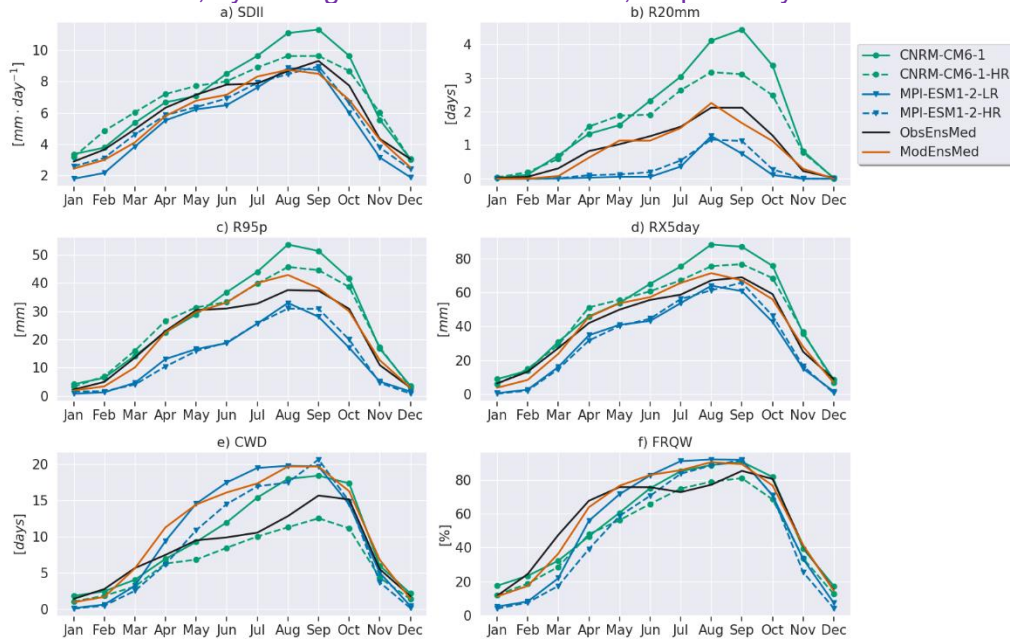 a) SDII
b) R20mm
[mm · day⁻¹]
10
8
6
4
2
Jan Feb Mar Apr May Jun Jul Aug Sep Oct Nov Dec
[days]
4
3
2
1
0
Jan Feb Mar Apr May Jun Jul Aug Sep Oct Nov Dec
CNRM-CM6-1
CNRM-CM6-1-HR
MPI-ESM1-2-LR
MPI-ESM1-2-HR
ObsEnsMed
ModEnsMed
c) R95p
d) RX5day
[mm]
50
40
30
20
10
0
Jan Feb Mar Apr May Jun Jul Aug Sep Oct Nov Dec
[mm]
80
60
40
20
0
Jan Feb Mar Apr May Jun Jul Aug Sep Oct Nov Dec
e) CWD
f) FRQW
[days]
20
15
10
5
0
Jan Feb Mar Apr May Jun Jul Aug Sep Oct Nov Dec
[%]
80
60
40
20
0
Jan Feb Mar Apr May Jun Jul Aug Sep Oct Nov Dec